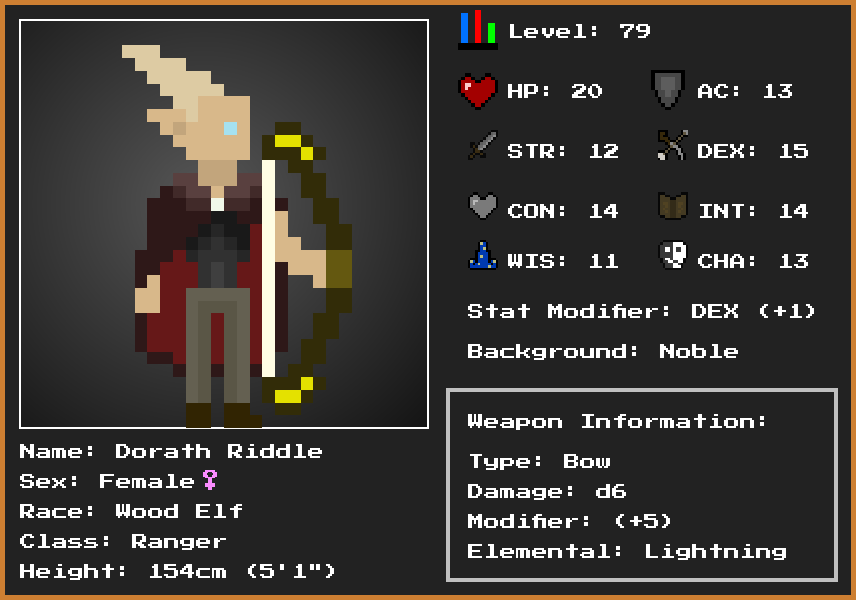 Level: 79
HP: 20 AC: 13
STR: 12 DEX: 15
CON: 14 INT: 14
WIS: 11 CHA: 13
Stat Modifier: DEX (+1)
Background: Noble
Weapon Information:
Type: Bow
Damage: d6
Modifier: (+5)
Elemental: Lightning
Name: Dorath Riddle
Sex: Female♀
Race: Wood Elf
Class: Ranger
Height: 154cm (5'1")